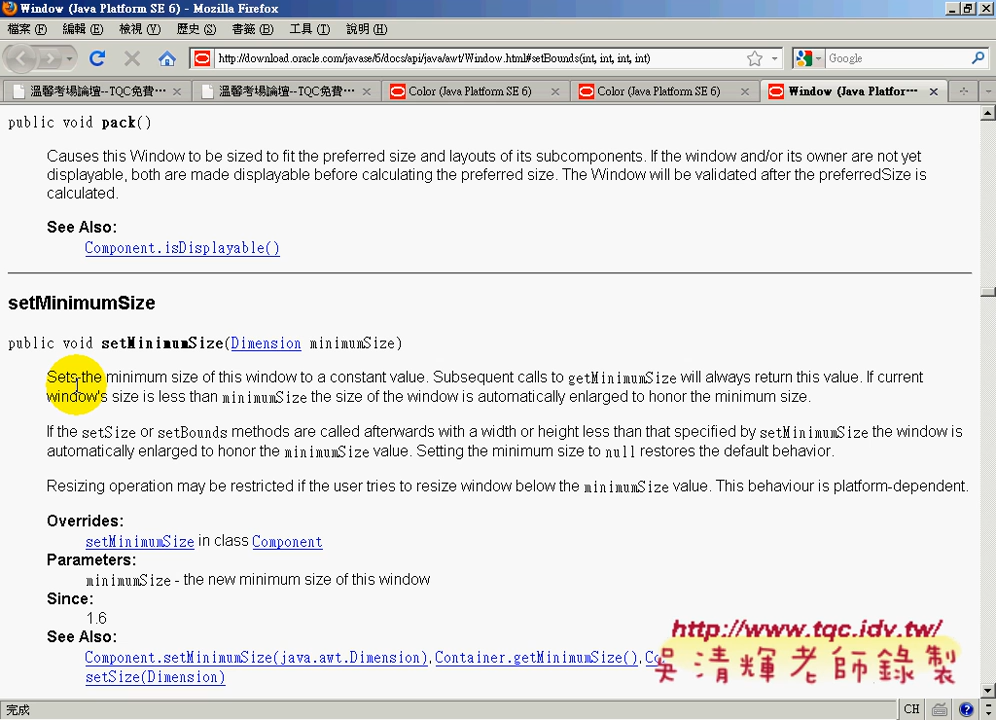 Window (Java Platform SE 6) - Mozilla Firefox
檔案(F) 編輯(E) 檢視(V) 歷史(S) 書籤(B) 工具(T) 說明(H)
http://download.oracle.com/javase/6/docs/api/java/awt/Window.html#setBounds(int, int, int, int)
Google
溫馨考場論壇--TQC免費···
溫馨考場論壇--TQC免費···
Color (Java Platform SE 6)
Color (Java Platform SE 6)
Window (Java Platfor···
public void pack()
Causes this Window to be sized to fit the preferred size and layouts of its subcomponents. If the window and/or its owner are not yet
displayable, both are made displayable before calculating the preferred size. The Window will be validated after the preferredSize is
calculated.
See Also:
Component.isDisplayable()
setMinimumSize
public void setMinimumSize(Dimension minimumSize)
Sets the minimum size of this window to a constant value. Subsequent calls to getMinimumSize will always return this value. If current
window's size is less than minimumSize the size of the window is automatically enlarged to honor the minimum size.
If the setSize or setBounds methods are called afterwards with a width or height less than that specified by setMinimumSize the window is
automatically enlarged to honor the minimumSize value. Setting the minimum size to null restores the default behavior.
Resizing operation may be restricted if the user tries to resize window below the minimumSize value. This behaviour is platform-dependent.
Overrides:
setMinimumSize in class Component
Parameters:
minimumSize - the new minimum size of this window
Since:
1.6
See Also:
Component.setMinimumSize(java.awt.Dimension), Container.getMinimumSize(), Co
setSize(Dimension)
http://www.tqc.idv.tw/
吳清輝老師錄製
完成
CH